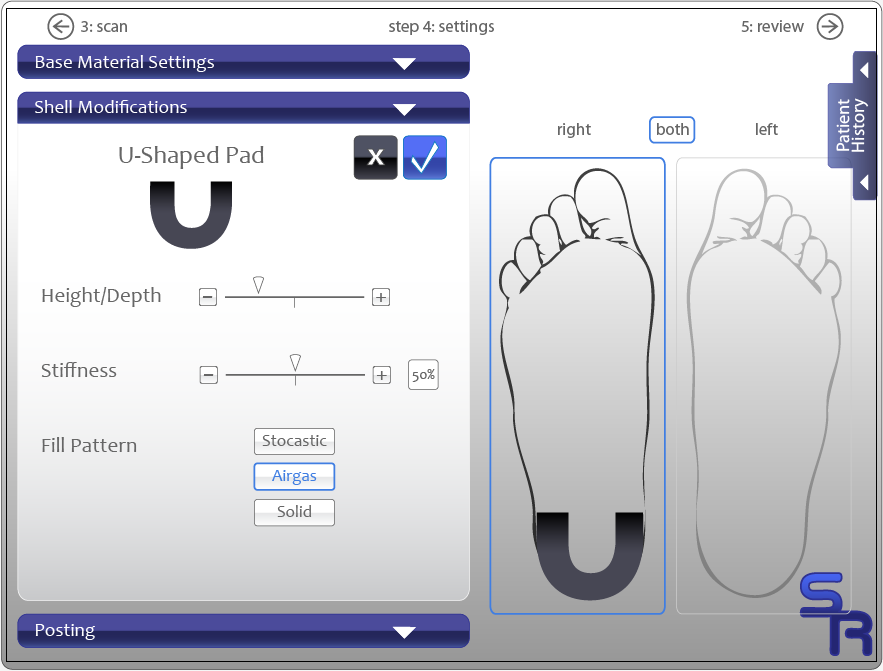 3: scan
step 4: settings
5: review
Base Material Settings
Shell Modifications
U-Shaped Pad
X
Height/Depth
Stiffness
50%
Fill Pattern
Stocastic
Airgas
Solid
Posting
right
both
left
Patient
History
SR